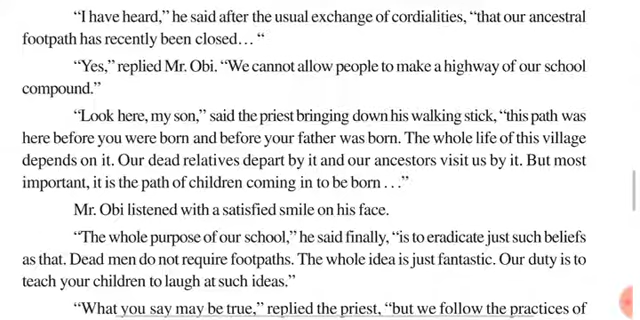 “I have heard,” he said after the usual exchange of cordialities, “that our ancestral
footpath has recently been closed... “
“Yes,” replied Mr. Obi. “We cannot allow people to make a highway of our school
compound.”
“Look here, my son,” said the priest bringing down his walking stick, “this path was
here before you were born and before your father was born. The whole life of this village
depends on it. Our dead relatives depart by it and our ancestors visit us by it. But most
important, it is the path of children coming in to be born . . .”
Mr. Obi listened with a satisfied smile on his face.
“The whole purpose of our school,” he said finally, “is to eradicate just such beliefs
as that. Dead men do not require footpaths. The whole idea is just fantastic. Our duty is to
teach your children to laugh at such ideas.”
“What you say may be true,” replied the priest, “but we follow the practices of